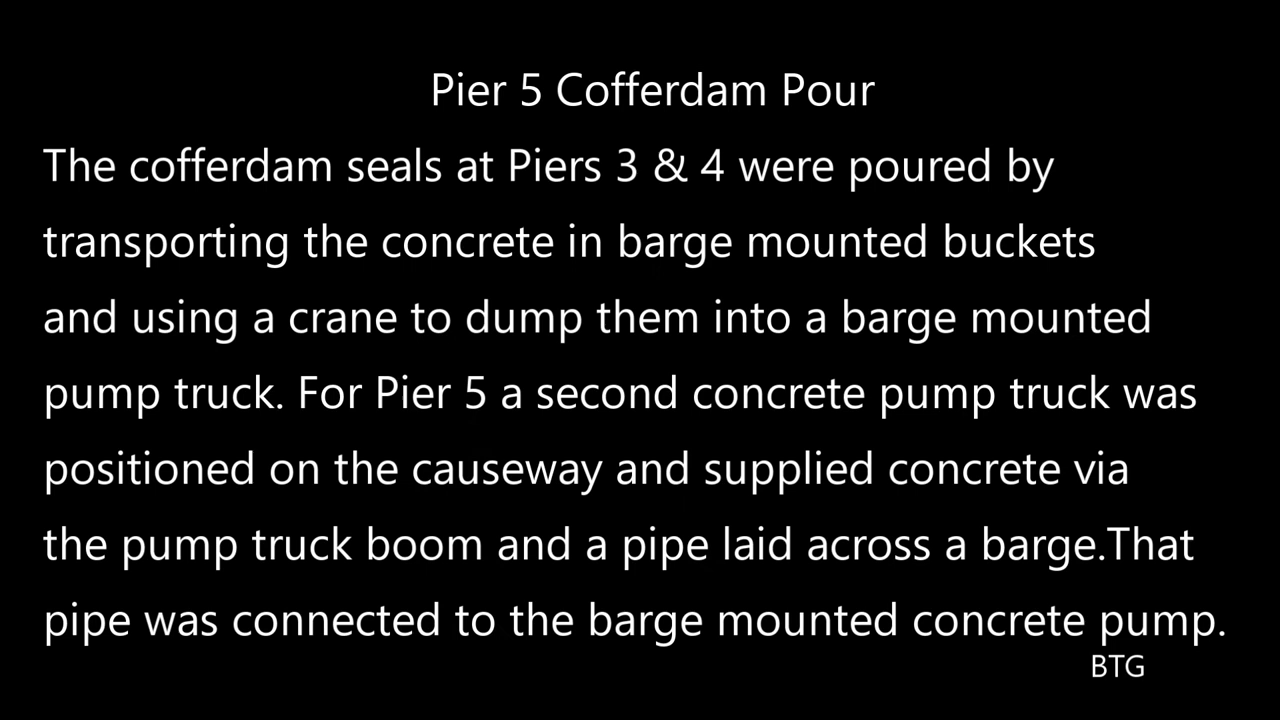 Pier 5 Cofferdam Pour
The cofferdam seals at Piers 3 & 4 were poured by
transporting the concrete in barge mounted buckets
and using a crane to dump them into a barge mounted
pump truck. For Pier 5 a second concrete pump truck was
positioned on the causeway and supplied concrete via
the pump truck boom and a pipe laid across a barge.That
pipe was connected to the barge mounted concrete pump.
BTG